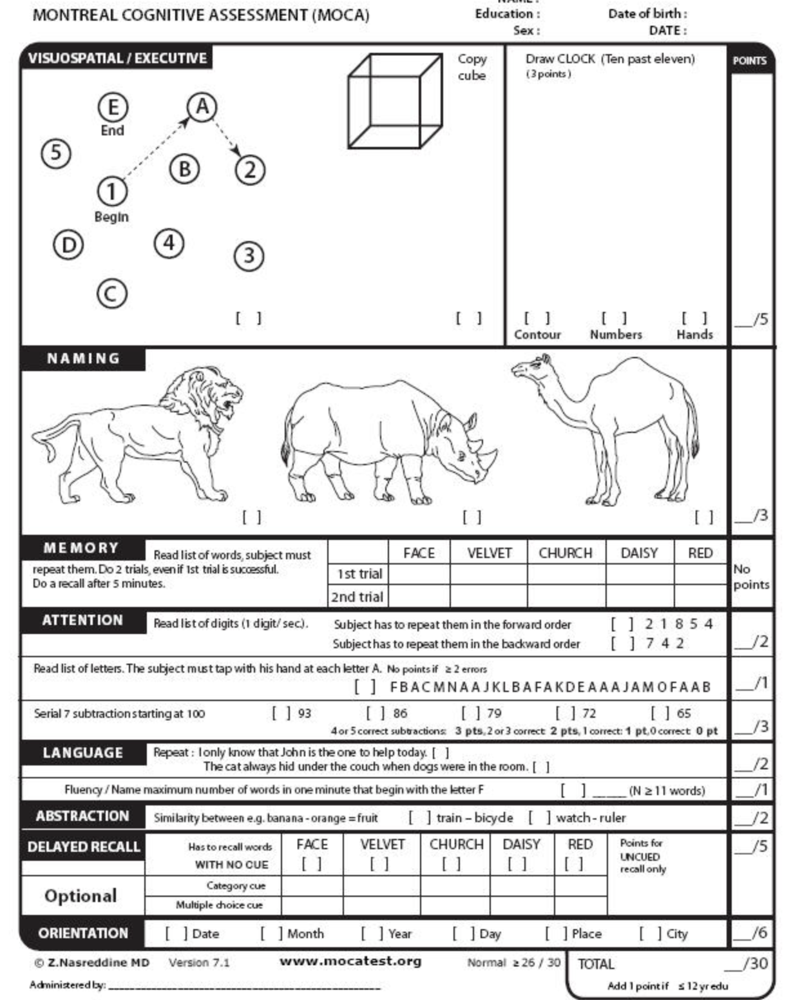 NAME :
MONTREAL COGNITIVE ASSESSMENT (MOCA)
Education :
Date of birth :
Sex :
DATE :
VISUOSPATIAL / EXECUTIVE
Copy cube
Draw CLOCK (Ten past eleven)
(3 points)
POINTS
E
End
A
5
B
2
1
Begin
D
4
3
C
[ ]
[ ]
[ ] Contour
[ ] Numbers
[ ] Hands
__/5
NAMING
[ ]
[ ]
[ ]
__/3
MEMORY
Read list of words, subject must
repeat them. Do 2 trials, even if 1st trial is successful.
Do a recall after 5 minutes.
FACE VELVET CHURCH DAISY RED
1st trial
2nd trial
No points
ATTENTION
Read list of digits (1 digit/ sec.).
Subject has to repeat them in the forward order [ ] 2 1 8 5 4
Subject has to repeat them in the backward order [ ] 7 4 2
__/2
Read list of letters. The subject must tap with his hand at each letter A. No points if ≥ 2 errors
[ ] F B A C M N A A J K L B A F A K D E A A A J A M O F A A B
__/1
Serial 7 subtraction starting at 100 [ ] 93 [ ] 86 [ ] 79 [ ] 72 [ ] 65
4 or 5 correct subtractions: 3 pts, 2 or 3 correct: 2 pts, 1 correct: 1 pt, 0 correct: 0 pt
__/3
LANGUAGE
Repeat : I only know that John is the one to help today. [ ]
The cat always hid under the couch when dogs were in the room. [ ]
__/2
Fluency / Name maximum number of words in one minute that begin with the letter F [ ] _____ (N ≥ 11 words)
__/1
ABSTRACTION
Similarity between e.g. banana - orange = fruit [ ] train – bicycle [ ] watch - ruler
__/2
DELAYED RECALL
Has to recall words
WITH NO CUE
FACE VELVET CHURCH DAISY RED
[ ] [ ] [ ] [ ] [ ]
Points for
UNCUED
recall only
__/5
Optional
Category cue
Multiple choice cue
ORIENTATION
[ ] Date [ ] Month [ ] Year [ ] Day [ ] Place [ ] City
__/6
© Z.Nasreddine MD Version 7.1 www.mocatest.org Normal ≥ 26 / 30
TOTAL __/30
Administered by: ______________________________
Add 1 point if ≤ 12 yr edu